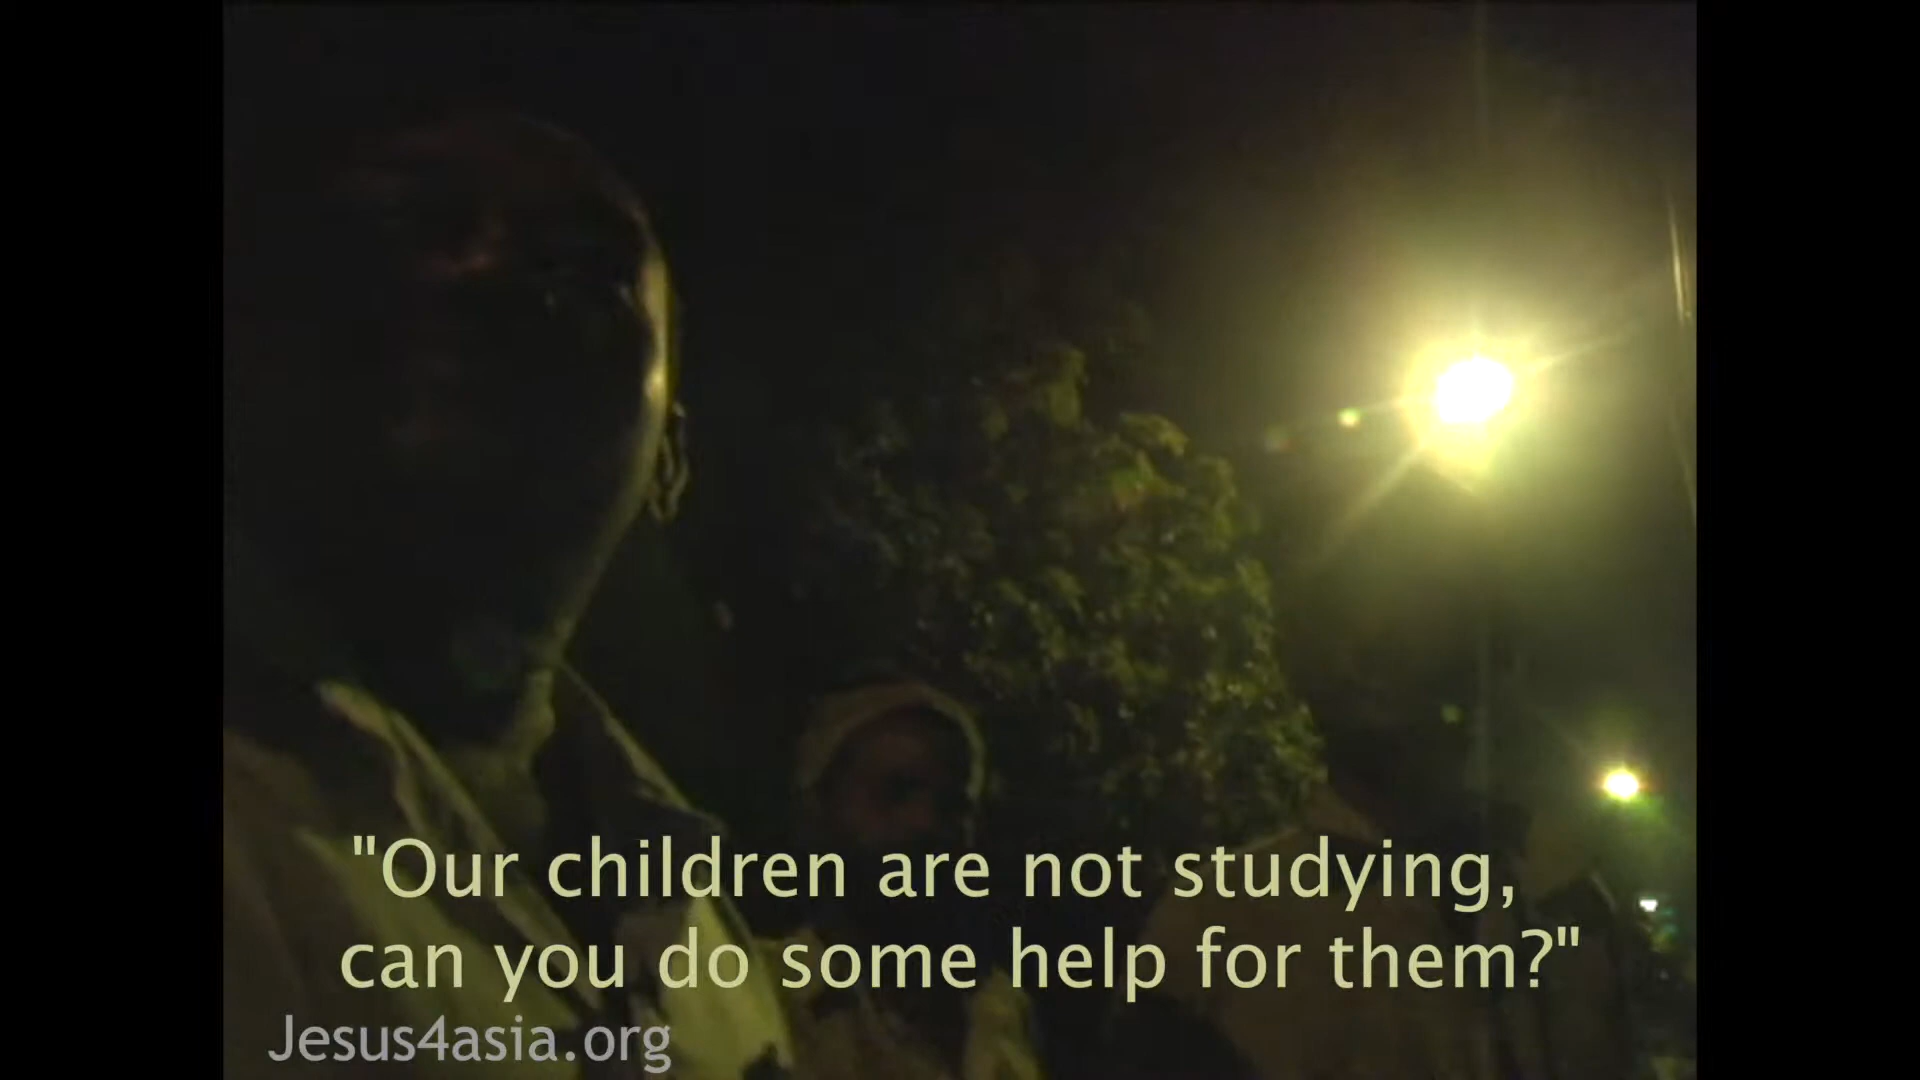 "Our children are not studying,
can you do some help for them?"
Jesus4asia.org